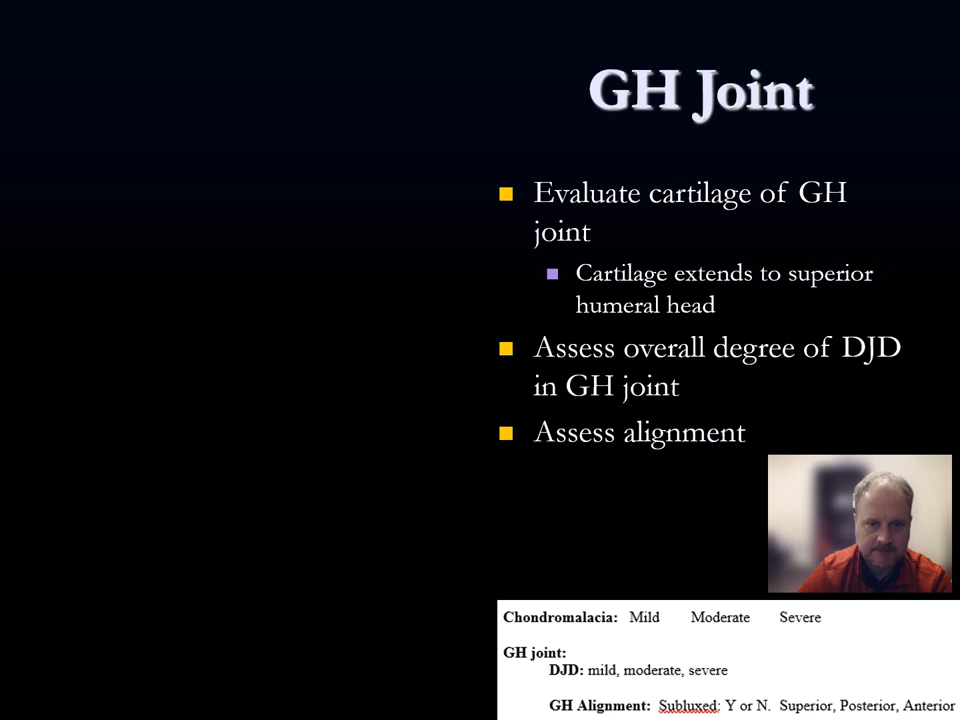 GH Joint
Evaluate cartilage of GH
joint
Cartilage extends to superior
humeral head
Assess overall degree of DJD
in GH joint
Assess alignment
Chondromalacia: Mild Moderate Severe
GH joint:
DJD: mild, moderate, severe
GH Alignment: Subluxed: Y or N. Superior, Posterior, Anterior